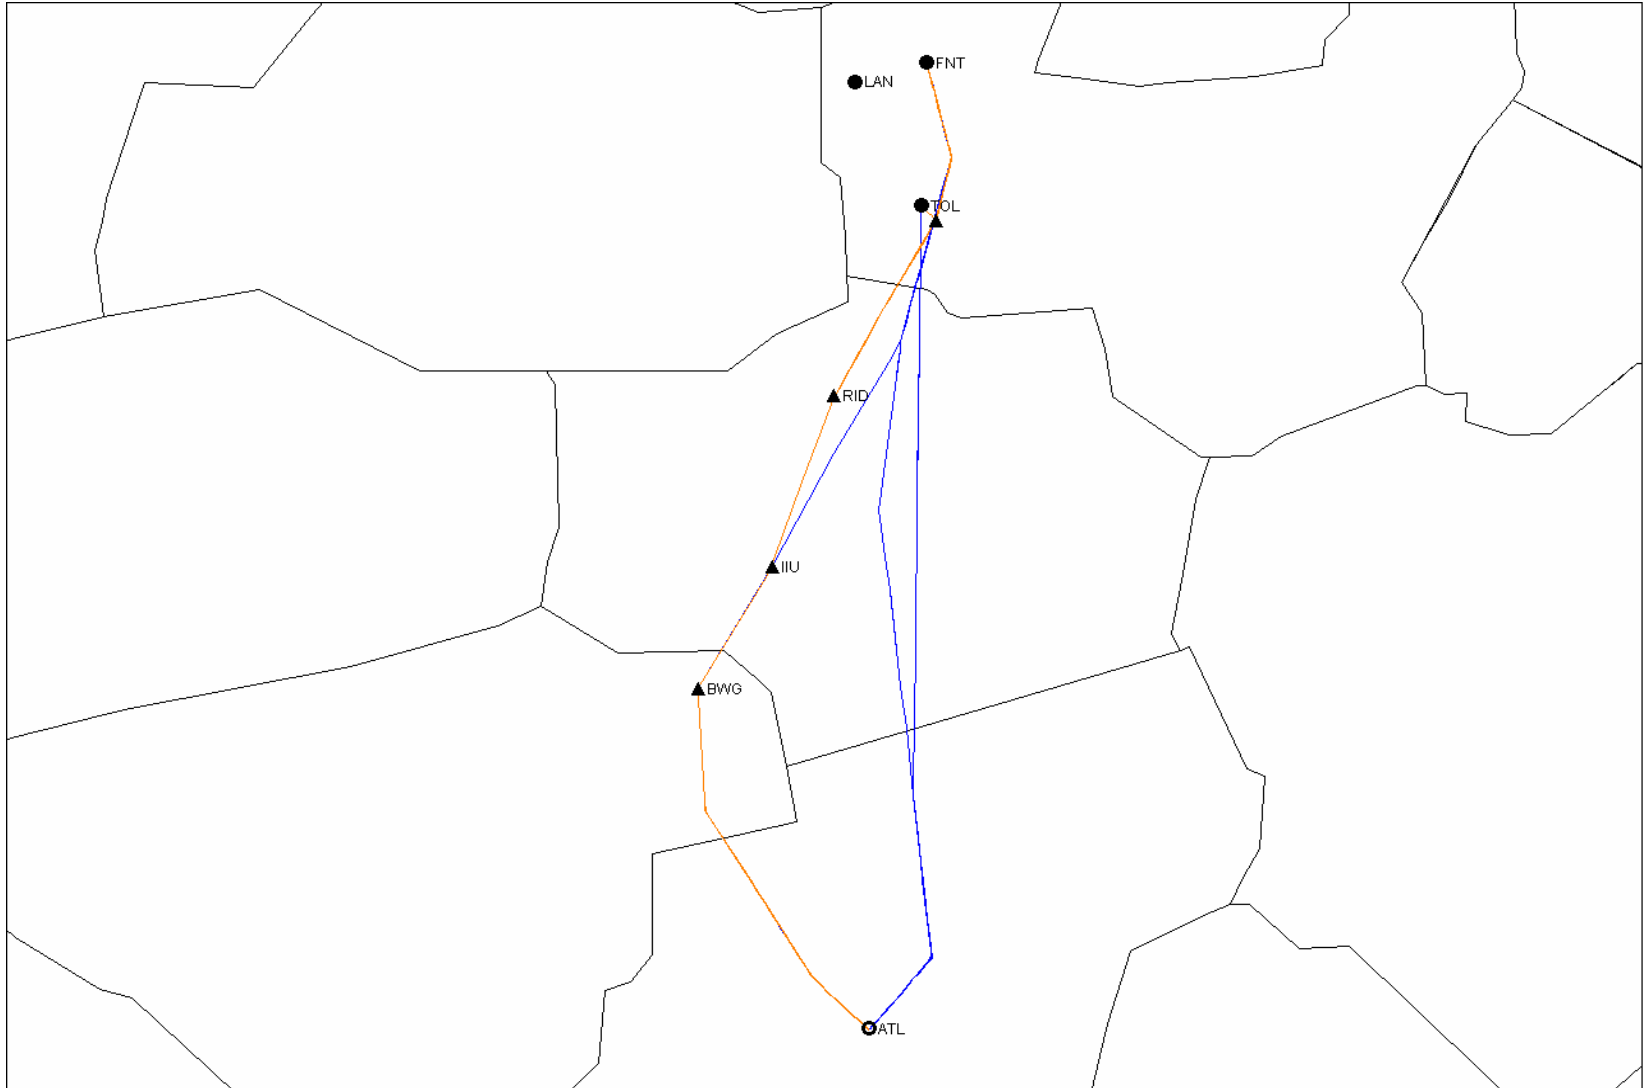 FNT
LAN
TOL
RID
IIU
BWG
ATL